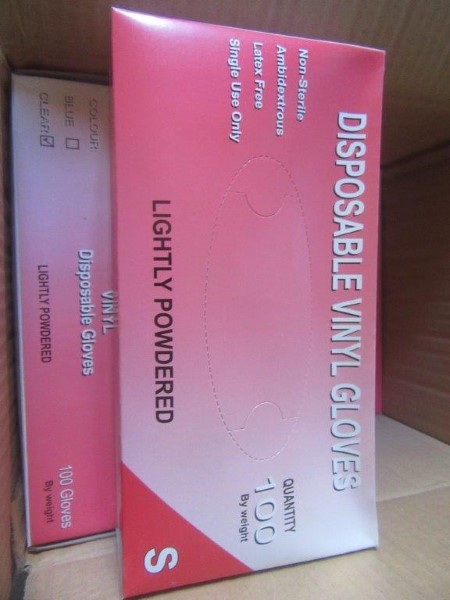 DISPOSABLE VINYL GLOVES
Non-Sterile
Ambidextrous
Latex Free
Single Use Only
LIGHTLY POWDERED
QUANTITY
100
By weight
S
COLOUR:
BLUE
CLEAR
VINYL
Disposable Gloves
LIGHTLY POWDERED
100 Gloves
By weight